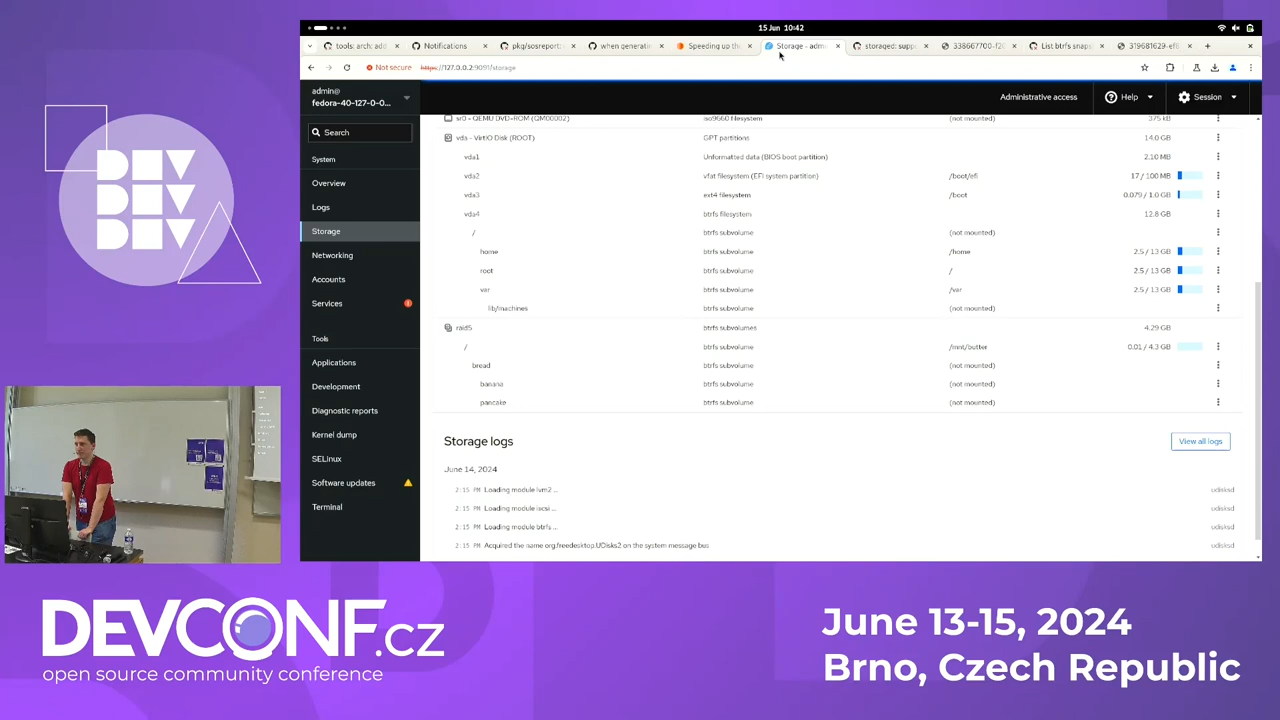 DEV
DEV
DEV
15 Jun 10:42
tools: arch: add
Notifications
pkg/sosreport:
when generatin
Speeding up th
Storage - admi
storaged: supp
338667700-f2
List btrfs snaps
319681629-ef8
Not secure
https://127.0.0.2:9091/storage
admin@
fedora-40-127-0-0...
Administrative access
Help
Session
Search
System
Overview
Logs
Storage
Networking
Accounts
Services
Tools
Applications
Development
Diagnostic reports
Kernel dump
SELinux
Software updates
Terminal
sr0 - QEMU DVD-ROM (QM00002) iso9660 filesystem (not mounted) 375 kB
vda - VirtIO Disk (ROOT) GPT partitions 14.0 GB
vda1 Unformatted data (BIOS boot partition) 2.10 MB
vda2 vfat filesystem (EFI system partition) /boot/efi 17 / 100 MB
vda3 ext4 filesystem /boot 0.079 / 1.0 GB
vda4 btrfs filesystem 12.8 GB
/ btrfs subvolume (not mounted)
home btrfs subvolume /home 2.5 / 13 GB
root btrfs subvolume / 2.5 / 13 GB
var btrfs subvolume /var 2.5 / 13 GB
lib/machines btrfs subvolume (not mounted)
raid5 btrfs subvolumes 4.29 GB
/ btrfs subvolume /mnt/butter 0.01 / 4.3 GB
bread btrfs subvolume (not mounted)
banana btrfs subvolume (not mounted)
pancake btrfs subvolume (not mounted)
Storage logs
View all logs
June 14, 2024
2:15 PM Loading module lvm2 ... udisksd
2:15 PM Loading module iscsi ... udisksd
2:15 PM Loading module btrfs ... udisksd
2:15 PM Acquired the name org.freedesktop.UDisks2 on the system message bus udisksd
DEVCONF.cz
open source community conference
June 13-15, 2024
Brno, Czech Republic